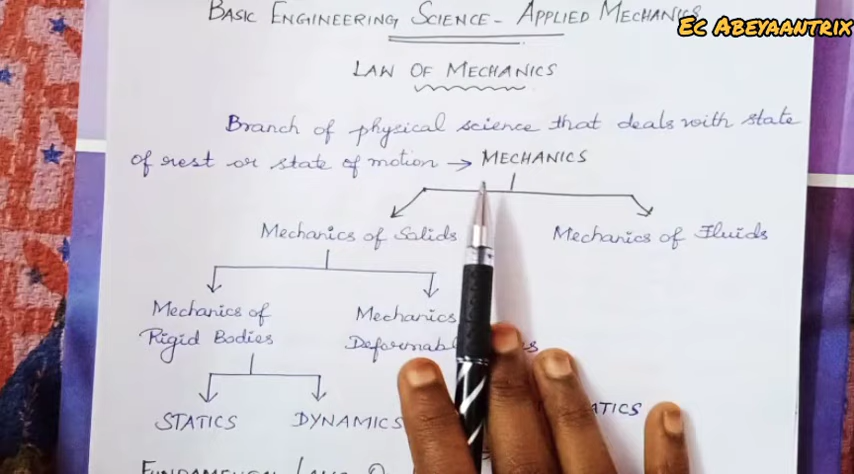 BASIC ENGINEERING SCIENCE - APPLIED MECHANICS
EC ABEYAANTRIX
LAW OF MECHANICS
Branch of physical science that deals with state
of rest or state of motion → MECHANICS
Mechanics of Solids Mechanics of Fluids
Mechanics of Mechanics
Rigid Bodies
STATICS DYNAMICS